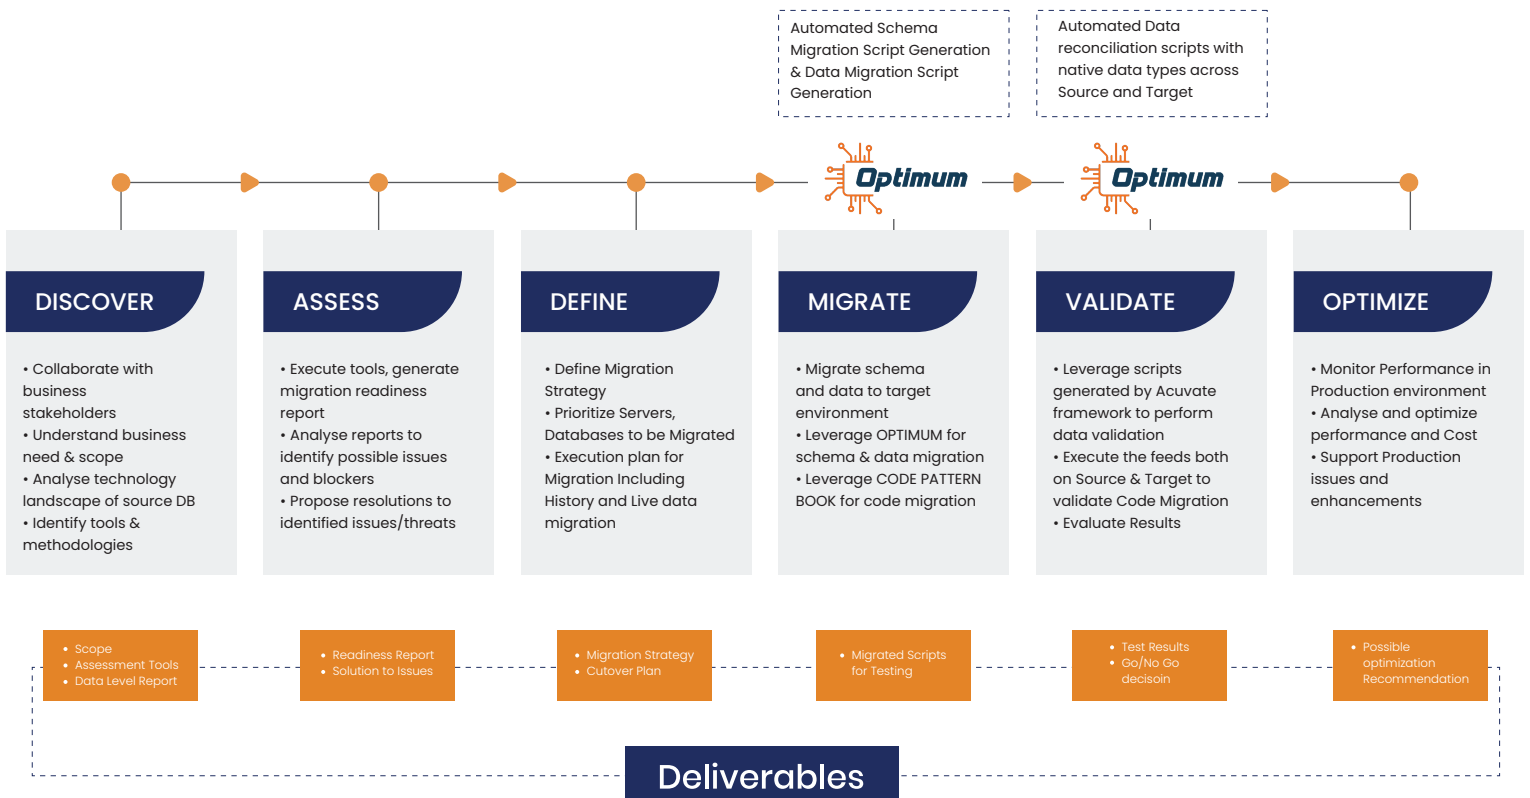 Automated Schema
Migration Script Generation
& Data Migration Script
Generation
Automated Data
reconciliation scripts with
native data types across
Source and Target
Optimum
Optimum
DISCOVER
• Collaborate with
business
stakeholders
• Understand business
need & scope
• Analyse technology
landscape of source DB
• Identify tools &
methodologies
ASSESS
• Execute tools, generate
migration readiness
report
• Analyse reports to
identify possible issues
and blockers
• Propose resolutions to
identified issues/threats
DEFINE
• Define Migration
Strategy
• Prioritize Servers,
Databases to be Migrated
• Execution plan for
Migration Including
History and Live data
migration
MIGRATE
• Migrate schema
and data to target
environment
• Leverage OPTIMUM for
schema & data migration
• Leverage CODE PATTERN
BOOK for code migration
VALIDATE
• Leverage scripts
generated by Acuvate
framework to perform
data validation
• Execute the feeds both
on Source & Target to
validate Code Migration
• Evaluate Results
OPTIMIZE
• Monitor Performance in
Production environment
• Analyse and optimize
performance and Cost
• Support Production
issues and
enhancements
• Scope
• Assessment Tools
• Data Level Report
• Readiness Report
• Solution to Issues
• Migration Strategy
• Cutover Plan
• Migrated Scripts
for Testing
• Test Results
• Go/No Go
decisoin
• Possible
optimization
Recommendation
Deliverables